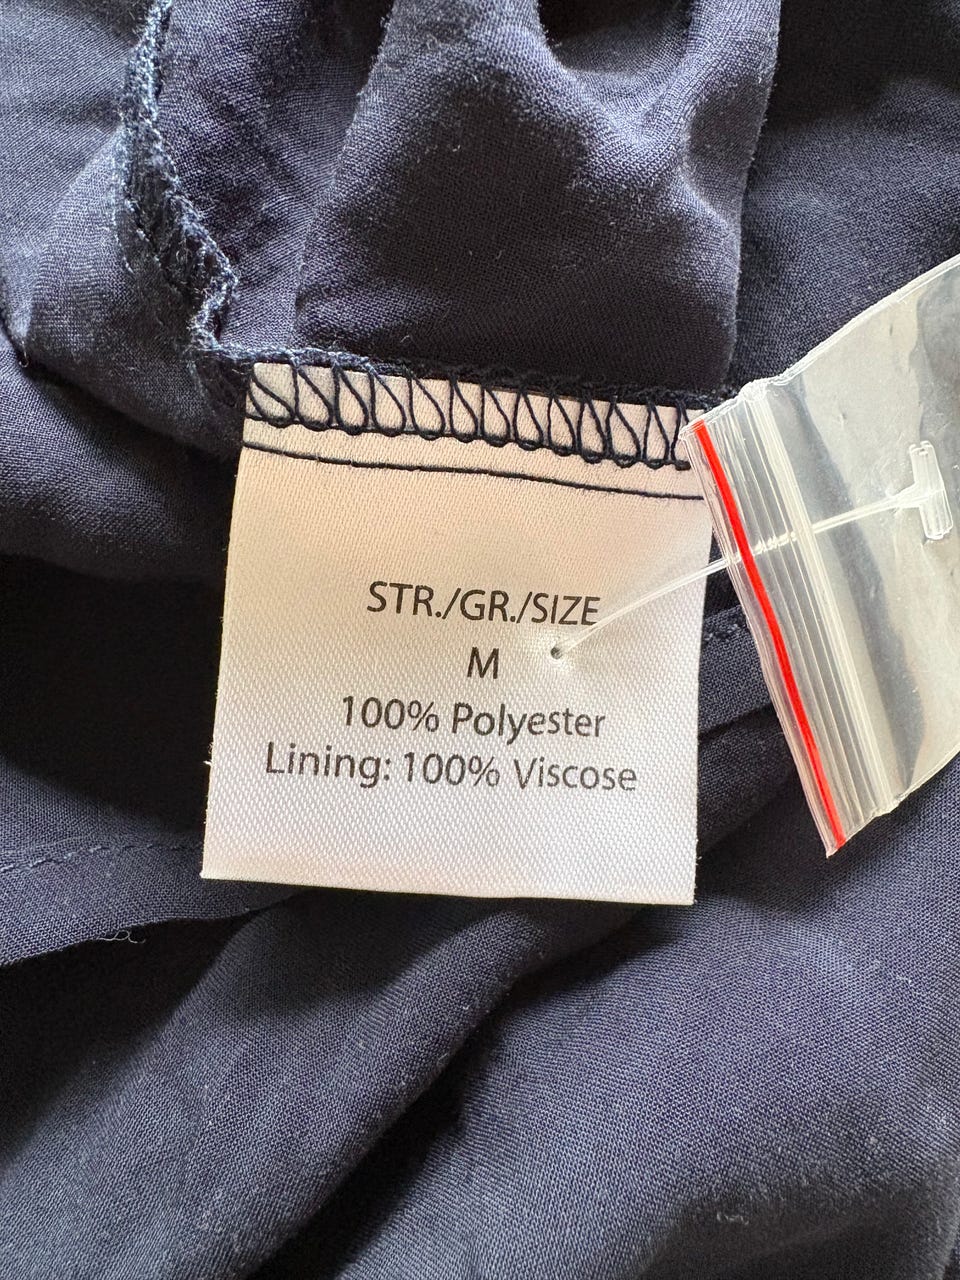 STR./GR./SIZE
M
100% Polyester
Lining: 100% Viscose